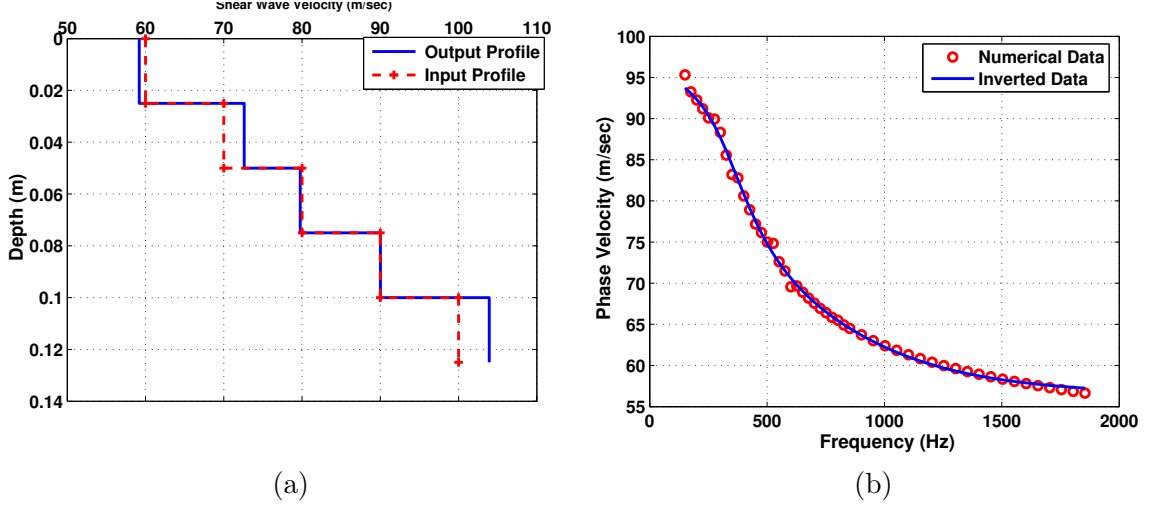 Shear Wave Velocity (m/sec)
50 60 70 80 90 100 110
Output Profile
Input Profile
0
0.02
0.04
0.06
0.08
0.1
0.12
0.14
Depth (m)
(a)
100
95
90
85
80
75
70
65
60
55
Phase Velocity (m/sec)
Numerical Data
Inverted Data
0 500 1000 1500 2000
Frequency (Hz)
(b)